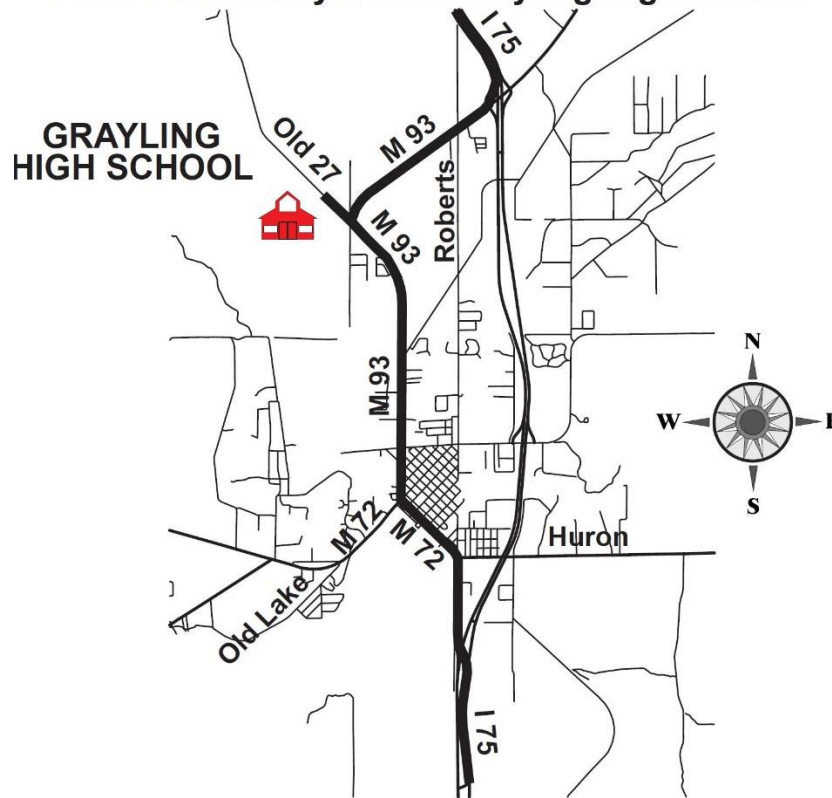 I 75
GRAYLING
HIGH SCHOOL
Old 27
M 93
Roberts
M 93
M 93
N
W
S
M 72
M 72
Huron
Old Lake
I 75